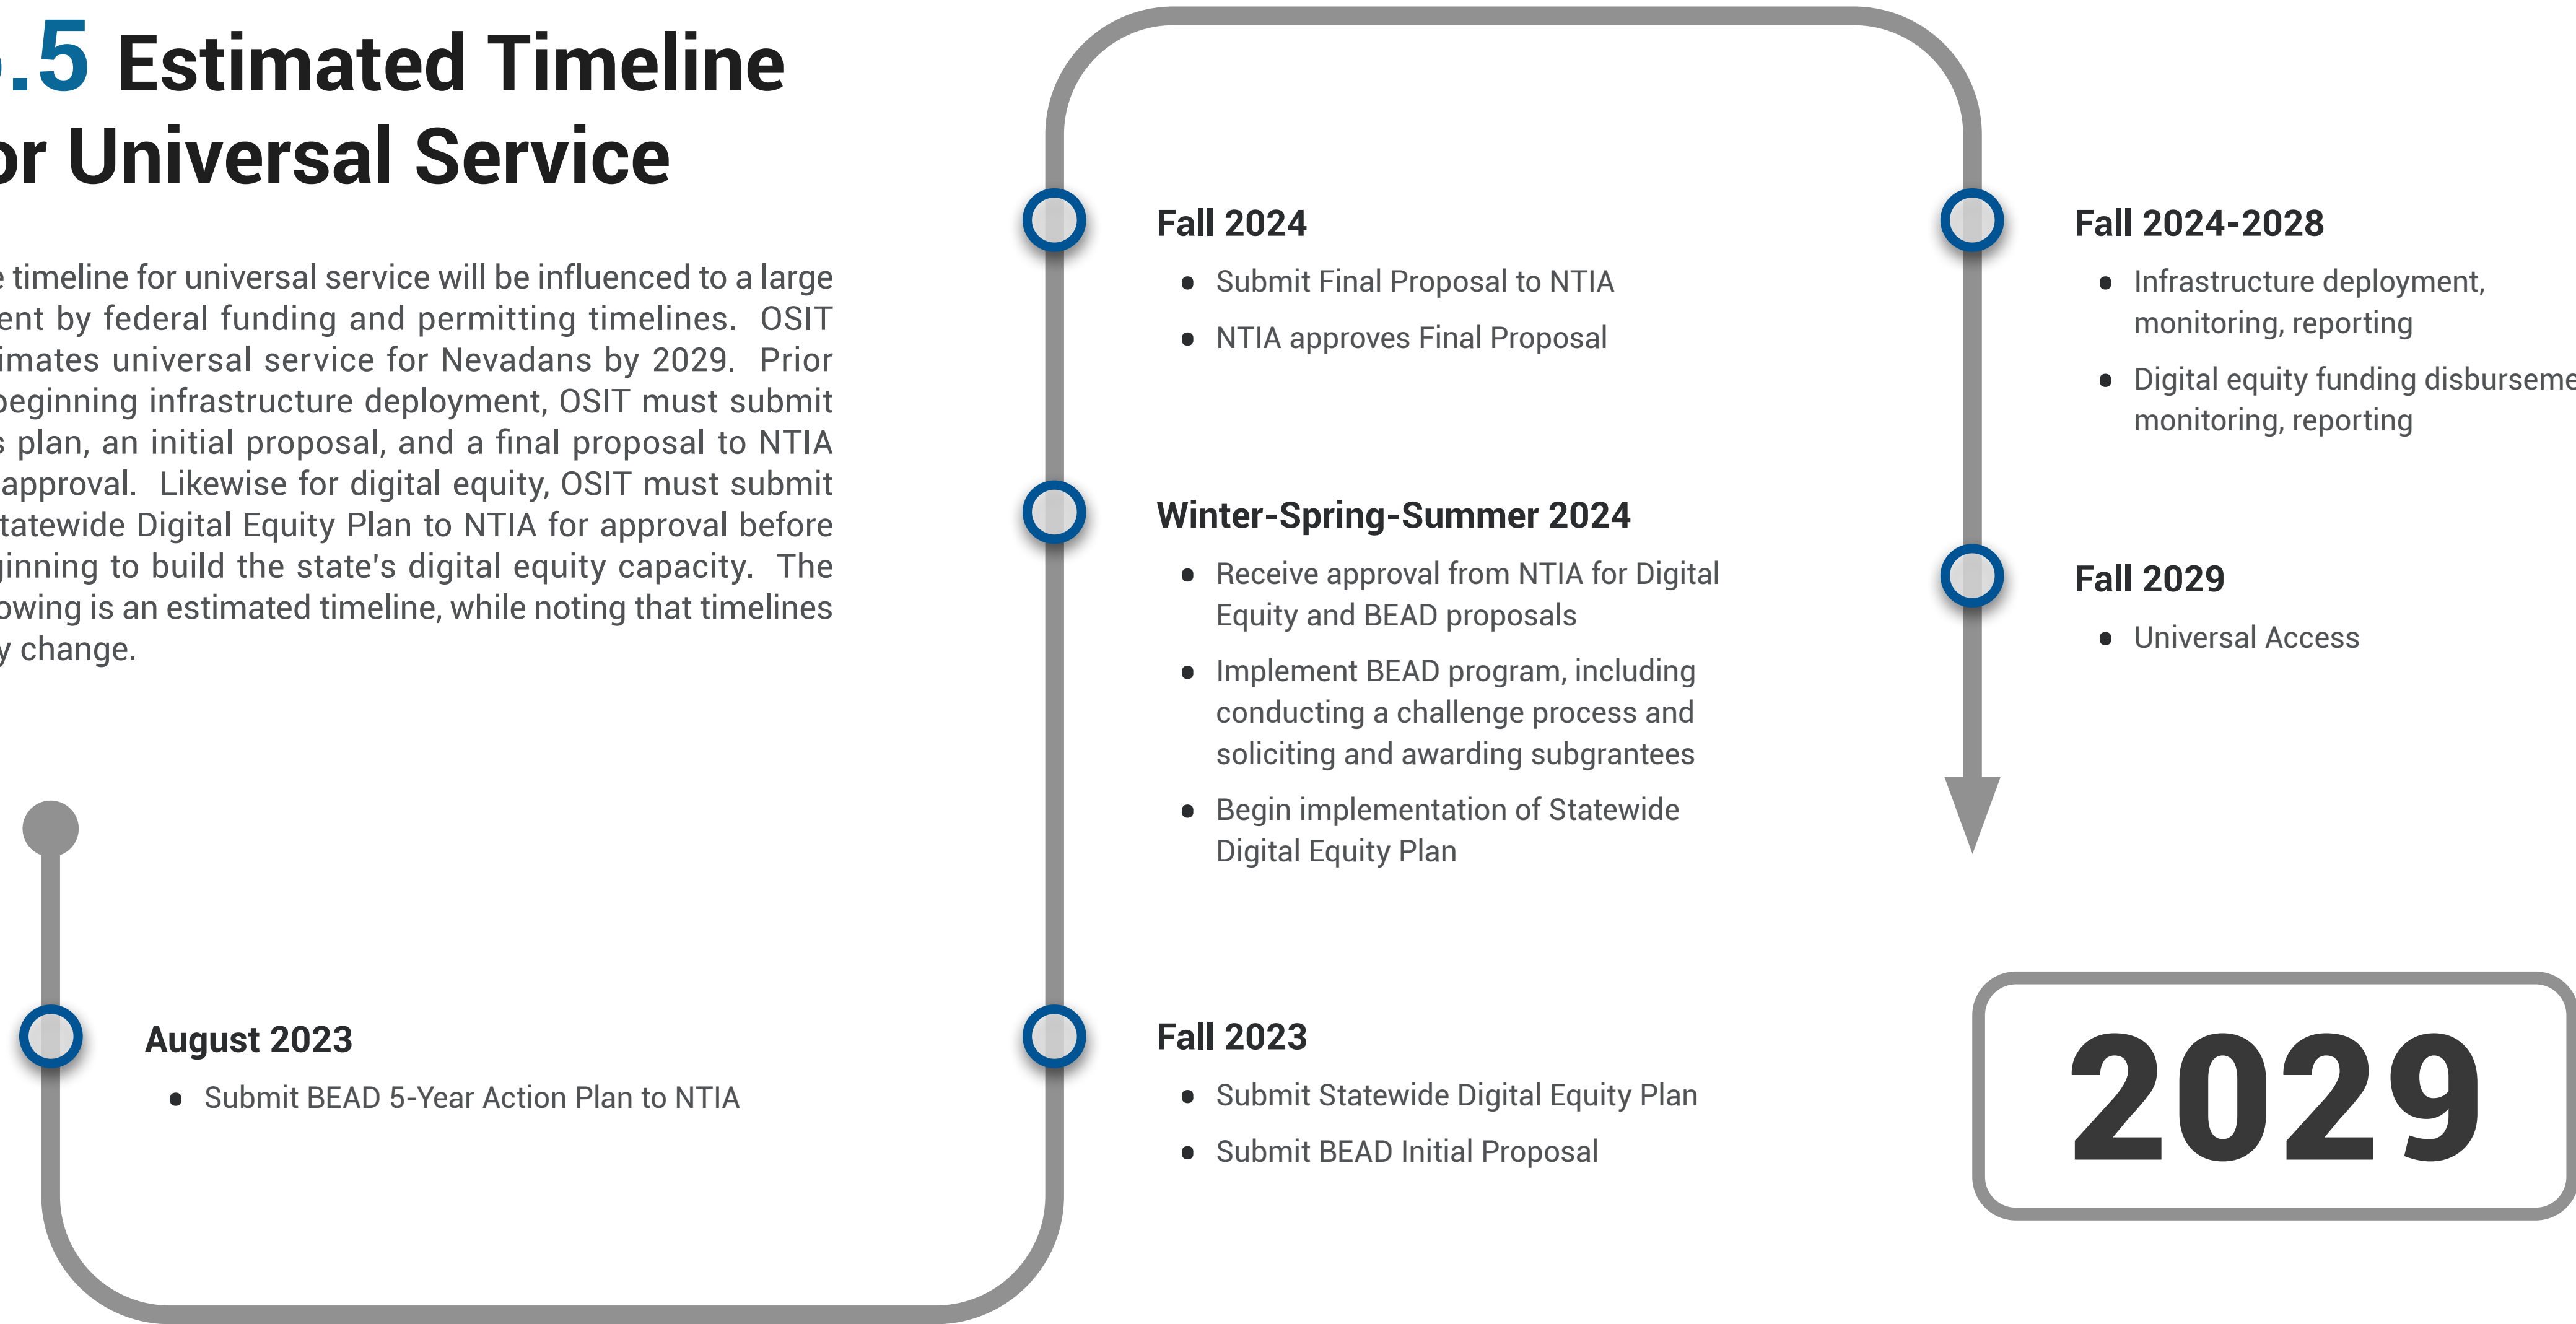 .5 Estimated Timeline
or Universal Service
e timeline for universal service will be influenced to a large
ent by federal funding and permitting timelines. OSIT
imates universal service for Nevadans by 2029. Prior
beginning infrastructure deployment, OSIT must submit
s plan, an initial proposal, and a final proposal to NTIA
approval. Likewise for digital equity, OSIT must submit
tatewide Digital Equity Plan to NTIA for approval before
ginning to build the state's digital equity capacity. The
owing is an estimated timeline, while noting that timelines
y change.
August 2023
• Submit BEAD 5-Year Action Plan to NTIA
Fall 2024
• Submit Final Proposal to NTIA
• NTIA approves Final Proposal
Winter-Spring-Summer 2024
• Receive approval from NTIA for Digital
Equity and BEAD proposals
• Implement BEAD program, including
conducting a challenge process and
soliciting and awarding subgrantees
• Begin implementation of Statewide
Digital Equity Plan
Fall 2023
• Submit Statewide Digital Equity Plan
• Submit BEAD Initial Proposal
Fall 2024-2028
• Infrastructure deployment,
monitoring, reporting
• Digital equity funding disburseme
monitoring, reporting
Fall 2029
• Universal Access
2029